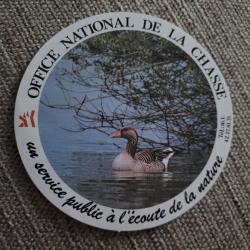 OFFICE NATIONAL DE LA CHASSE
un service public à l'écoute de la nature